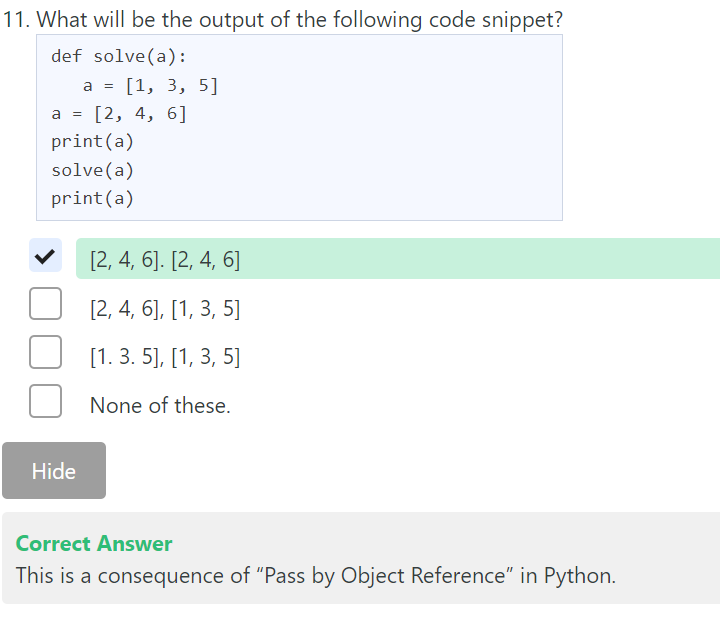 11. What will be the output of the following code snippet?
def solve(a):
   a = [1, 3, 5]
a = [2, 4, 6]
print(a)
solve(a)
print(a)
[2, 4, 6]. [2, 4, 6]
[2, 4, 6], [1, 3, 5]
[1. 3. 5], [1, 3, 5]
None of these.
Hide
Correct Answer
This is a consequence of “Pass by Object Reference” in Python.